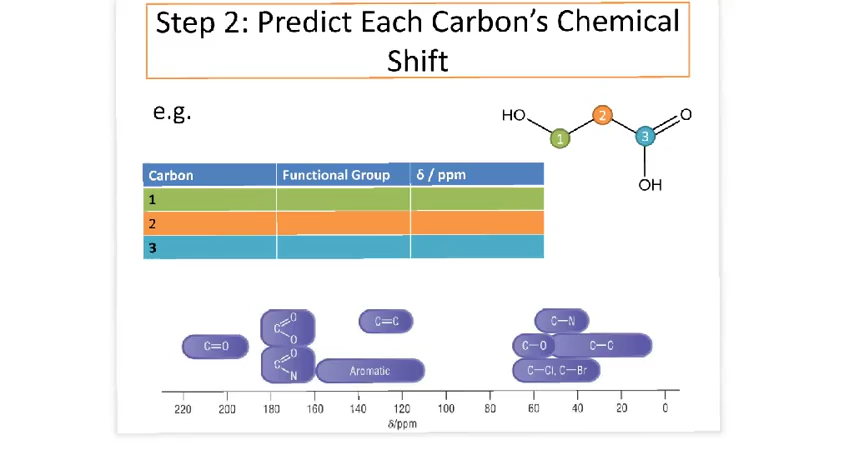 Step 2: Predict Each Carbon's Chemical
Shift
e.g.
HO
1
2
3
O
OH
Carbon Functional Group δ / ppm
1
2
3
C=O
C=O
O
C=O
N
C=C
Aromatic
C—N
C—O
C—C
C—Cl, C—Br
220 200 180 160 140 120 100 80 60 40 20 0
δ/ppm